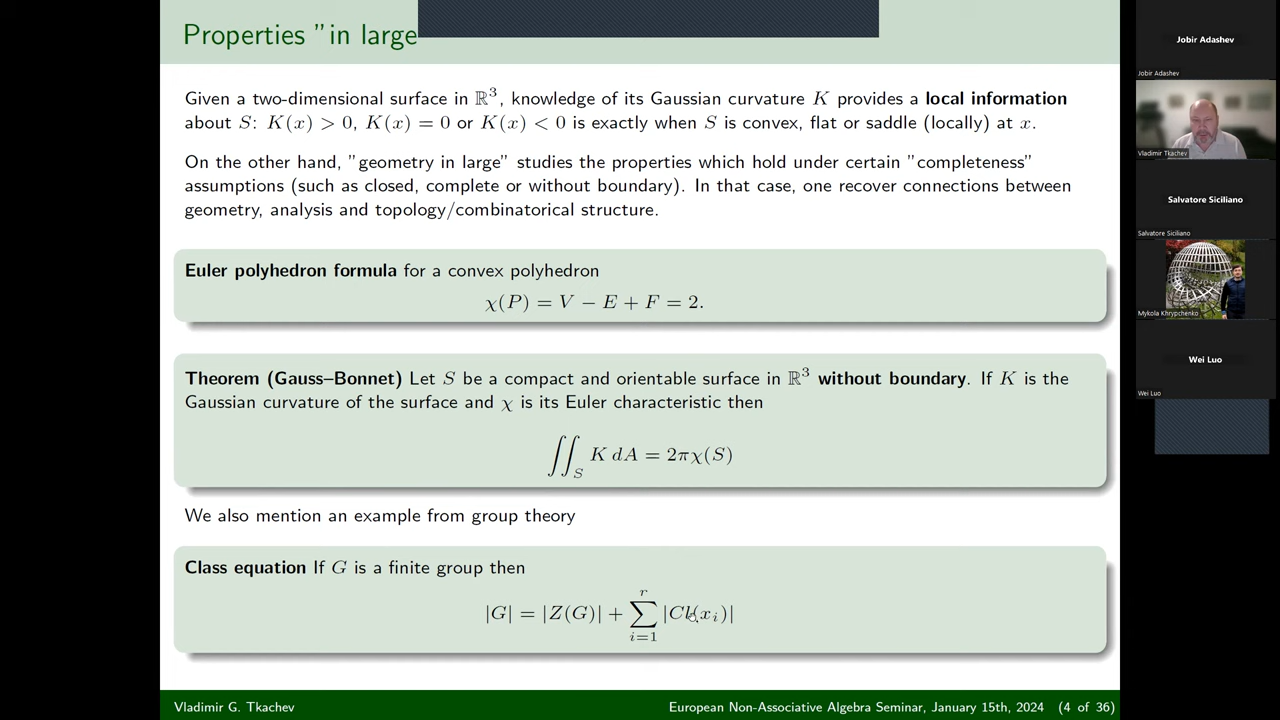 Properties ”in large
Given a two-dimensional surface in ℝ³, knowledge of its Gaussian curvature K provides a local information
about S: K(x) > 0, K(x) = 0 or K(x) < 0 is exactly when S is convex, flat or saddle (locally) at x.
On the other hand, ”geometry in large” studies the properties which hold under certain ”completeness”
assumptions (such as closed, complete or without boundary). In that case, one recover connections between
geometry, analysis and topology/combinatorical structure.
Euler polyhedron formula for a convex polyhedron
χ(P) = V − E + F = 2.
Theorem (Gauss–Bonnet) Let S be a compact and orientable surface in ℝ³ without boundary. If K is the
Gaussian curvature of the surface and χ is its Euler characteristic then
∬_S K dA = 2πχ(S)
We also mention an example from group theory
Class equation If G is a finite group then
|G| = |Z(G)| + ∑_{i=1}^{r} |Cl(x_i)|
Vladimir G. Tkachev
European Non-Associative Algebra Seminar, January 15th, 2024 (4 of 36)
Jobir Adashev
Jobir Adashev
Vladimir Tkachev
Salvatore Siciliano
Salvatore Siciliano
Mykola Khrypchenko
Wei Luo
Wei Luo